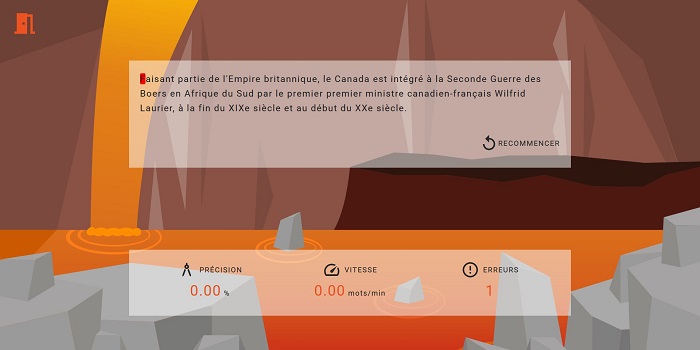 Faisant partie de l'Empire britannique, le Canada est intégré à la Seconde Guerre des
Boers en Afrique du Sud par le premier premier ministre canadien-français Wilfrid
Laurier, à la fin du XIXe siècle et au début du XXe siècle.
RECOMMENCER
PRÉCISION VITESSE ERREURS
0.00 % 0.00 mots/min 1